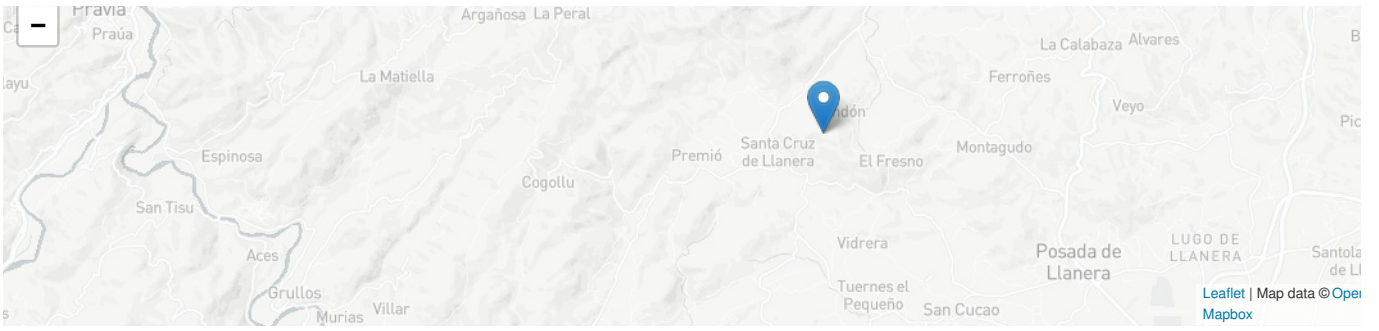 Pravia
Argañosa La Peral
−
Praúa
La Calabaza Alvares
La Matiella
Ferroñes
Veyo
Espinosa
Premió
Santa Cruz
de Llanera
El Fresno
Montagudo
Cogollu
San Tisu
Aces
Vidrera
Posada de
Llanera
LUGO DE
LLANERA
Grullos
Villar
Murias
Tuernes el
Pequeño
San Cucao
Leaflet | Map data ©
Mapbox